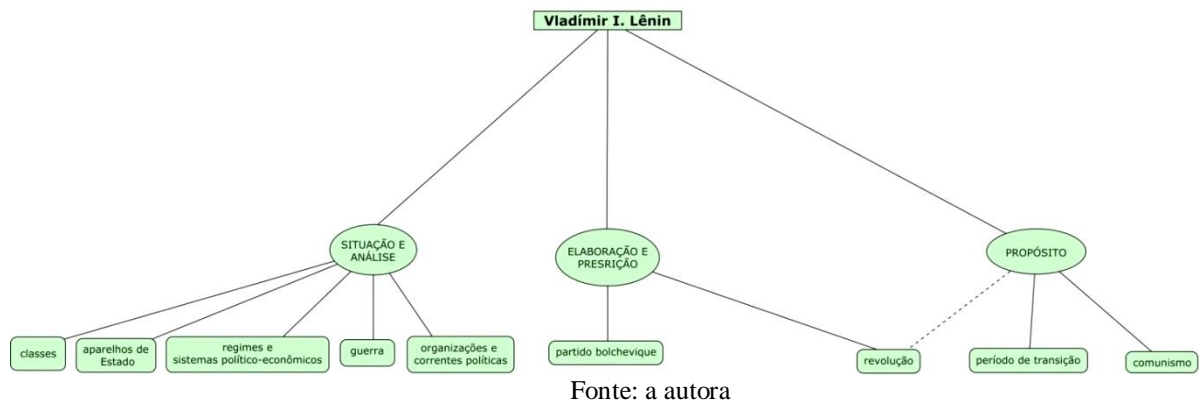 Vladímir I. Lênin
SITUAÇÃO E
ANÁLISE
ELABORAÇÃO E
PRESRIÇÃO
PROPÓSITO
classes
aparelhos de
Estado
regimes e
sistemas político-econômicos
guerra
organizações e
correntes políticas
partido bolchevique
revolução
período de transição
comunismo
Fonte: a autora